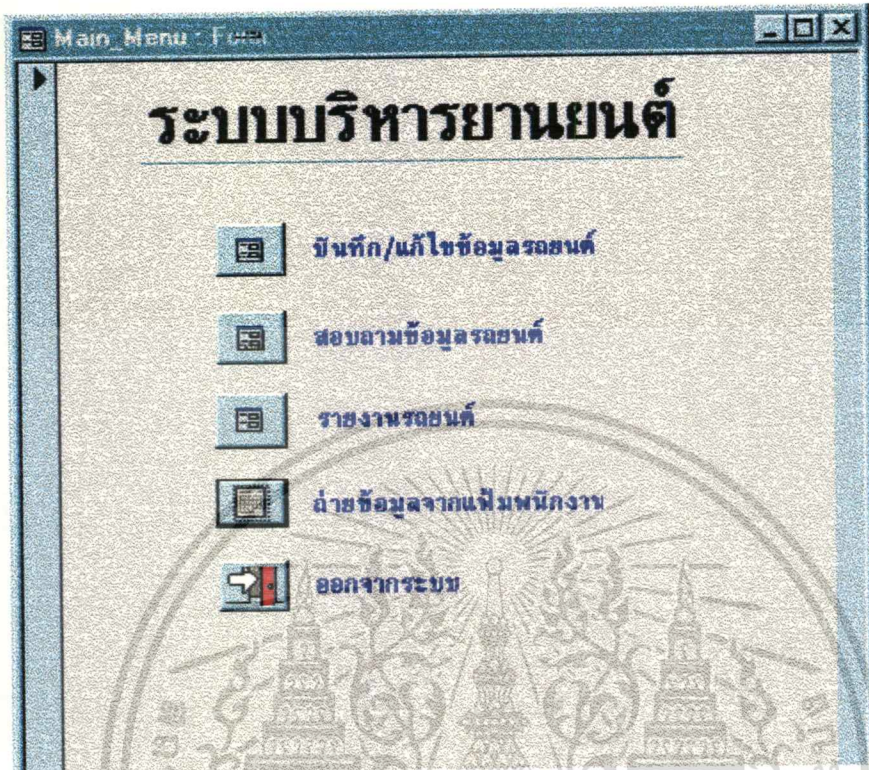 Main_Menu : Form
ระบบบริหารยานยนต์
บันทึก/แก้ไขข้อมูลรถยนต์
สอบถามข้อมูลรถยนต์
รายงานรถยนต์
ถ่ายข้อมูลจากแฟ้มพนักงาน
ออกจากระบบ